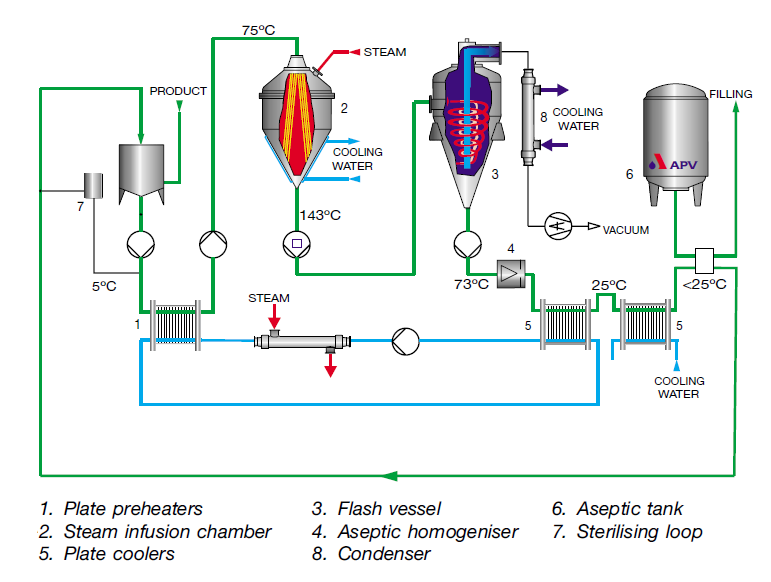 75ºC
STEAM
PRODUCT
2
COOLING
WATER
143ºC
7
5ºC
1
STEAM
3
8 COOLING
WATER
VACUUM
4
73ºC
5
25ºC
5
<25ºC
COOLING
WATER
6
APV
FILLING
1. Plate preheaters
2. Steam infusion chamber
5. Plate coolers
3. Flash vessel
4. Aseptic homogeniser
8. Condenser
6. Aseptic tank
7. Sterilising loop